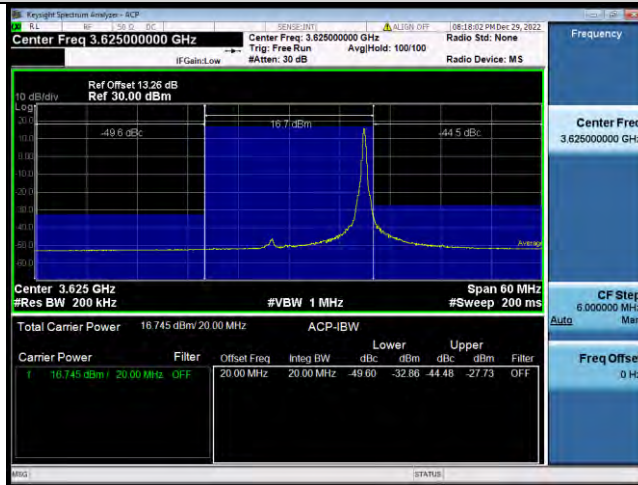 Keysight Spectrum Analyzer - ACP
RL RF 50 Ω DC SENSE:INT ALIGN OFF 08:18:02 PM Dec 29, 2022
Center Freq 3.625000000 GHz Center Freq: 3.625000000 GHz Radio Std: None
Trig: Free Run Avg|Hold: 100/100
IFGain:Low #Atten: 30 dB Radio Device: MS
Frequency
Ref Offset 13.26 dB
10 dB/div Ref 30.00 dBm
Log
20.0
-49.6 dBc 16.7 dBm -44.5 dBc
10.0
0.00
-10.0
-20.0
-30.0
-40.0
-50.0
Average
-60.0
Center Freq
3.625000000 GHz
Center 3.625 GHz Span 60 MHz
#Res BW 200 kHz #VBW 1 MHz #Sweep 200 ms
CF Step
6.000000 MHz
Auto Man
Total Carrier Power 16.745 dBm/ 20.00 MHz ACP-IBW
Lower Upper
Carrier Power Filter Offset Freq Integ BW dBc dBm dBc dBm Filter
1 16.745 dBm / 20.00 MHz OFF 20.00 MHz 20.00 MHz -49.60 -32.86 -44.48 -27.73 OFF
Freq Offset
0 Hz
MSG STATUS